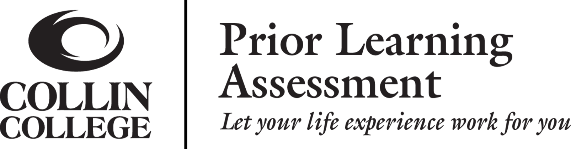 COLLIN
COLLEGE
Prior Learning
Assessment
Let your life experience work for you